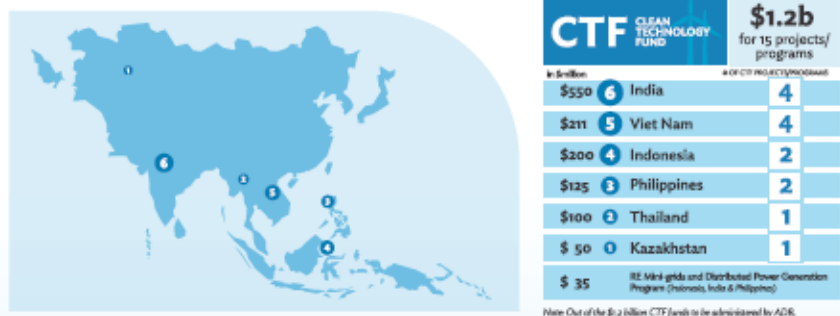 CTF CLEAN
TECHNOLOGY
FUND
$1.2b
for 15 projects/
programs
in $million
# OF CTF PROJECTS/PROGRAMS
$550 6 India 4
$211 5 Viet Nam 4
$200 4 Indonesia 2
$125 3 Philippines 2
$100 2 Thailand 1
$ 50 1 Kazakhstan 1
$ 35 RE Mini-grids and Distributed Power Generation
Program (Indonesia, India & Philippines)
Note: Out of the $1.2 billion CTF funds to be administered by ADB,
1
6
2
5
3
4